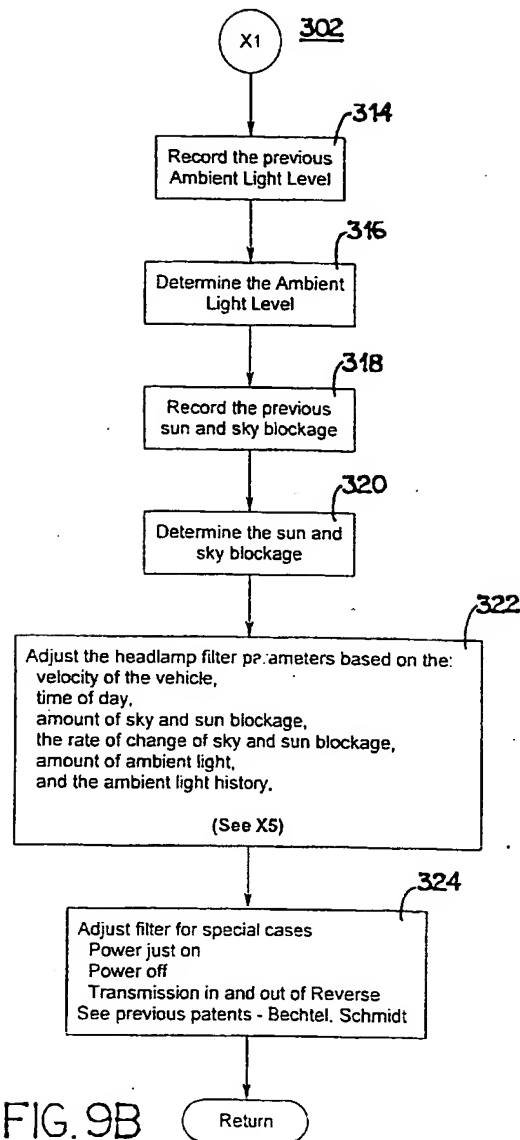 X1
302
314
Record the previous
Ambient Light Level
316
Determine the Ambient
Light Level
318
Record the previous
sun and sky blockage
320
Determine the sun and
sky blockage
322
Adjust the headlamp filter parameters based on the:
velocity of the vehicle,
time of day,
amount of sky and sun blockage,
the rate of change of sky and sun blockage,
amount of ambient light,
and the ambient light history.
(See X5)
324
Adjust filter for special cases
Power just on
Power off
Transmission in and out of Reverse
See previous patents - Bechtel, Schmidt
FIG. 9B
Return